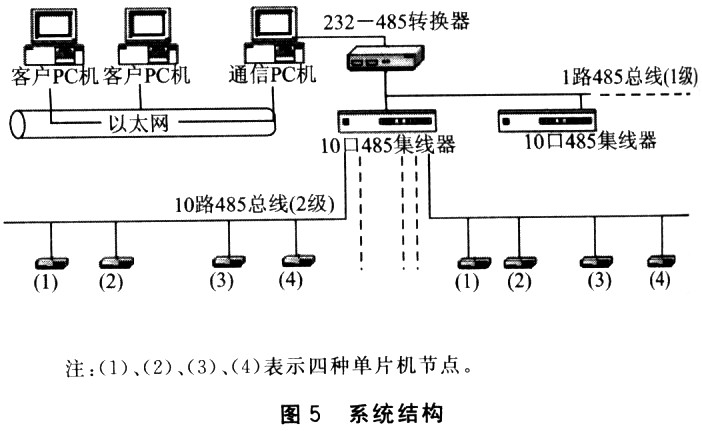 232－485转换器
客户PC机 客户PC机 通信PC机
1路485总线(1级)
以太网
10口485集线器 10口485集线器
10路485总线(2级)
(1) (2) (3) (4) (1) (2) (3) (4)
注:(1)、(2)、(3)、(4)表示四种单片机节点。
图 5 系统结构